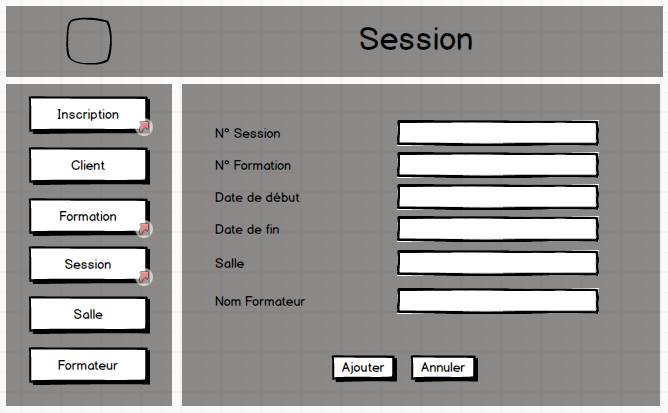 Session
Inscription
Client
Formation
Session
Salle
Formateur
N° Session
N° Formation
Date de début
Date de fin
Salle
Nom Formateur
Ajouter
Annuler